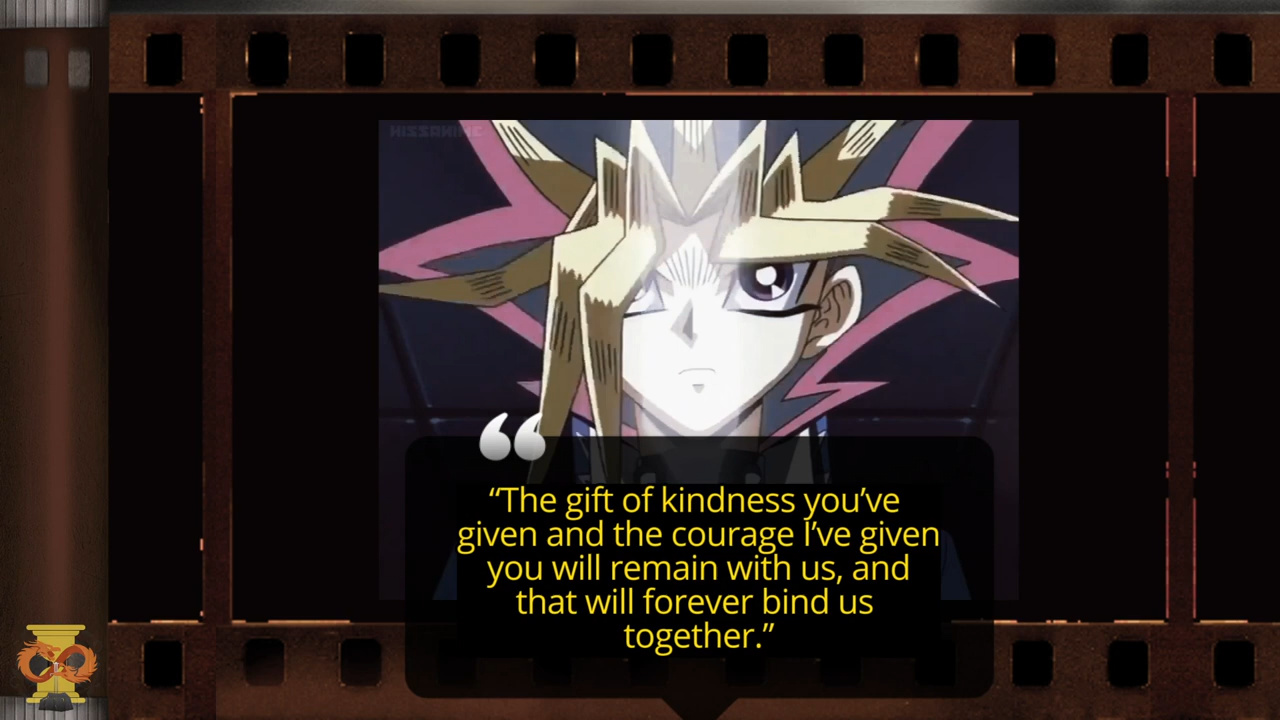 KISSANIME
“The gift of kindness you’ve
given and the courage I’ve given
you will remain with us, and
that will forever bind us
together.”